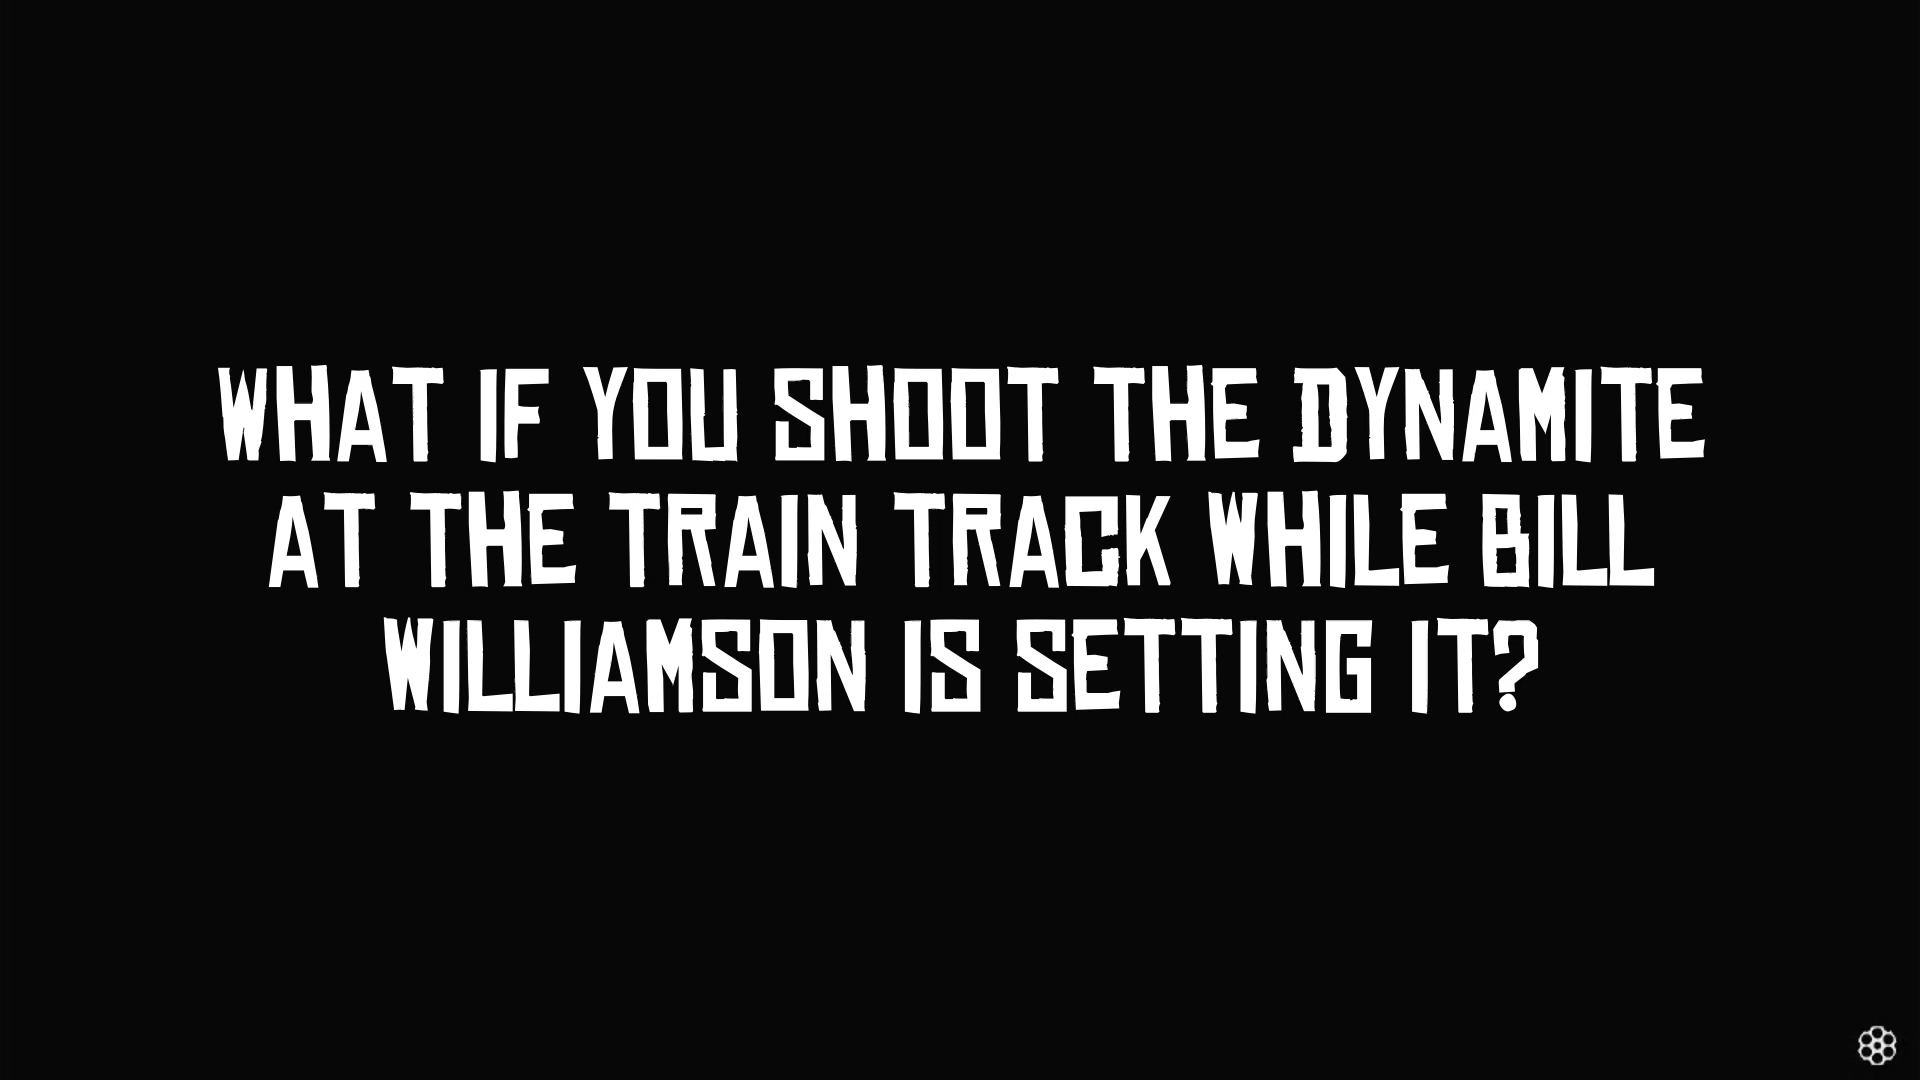 WHAT IF YOU SHOOT THE DYNAMITE
AT THE TRAIN TRACK WHILE BILL
WILLIAMSON IS SETTING IT?